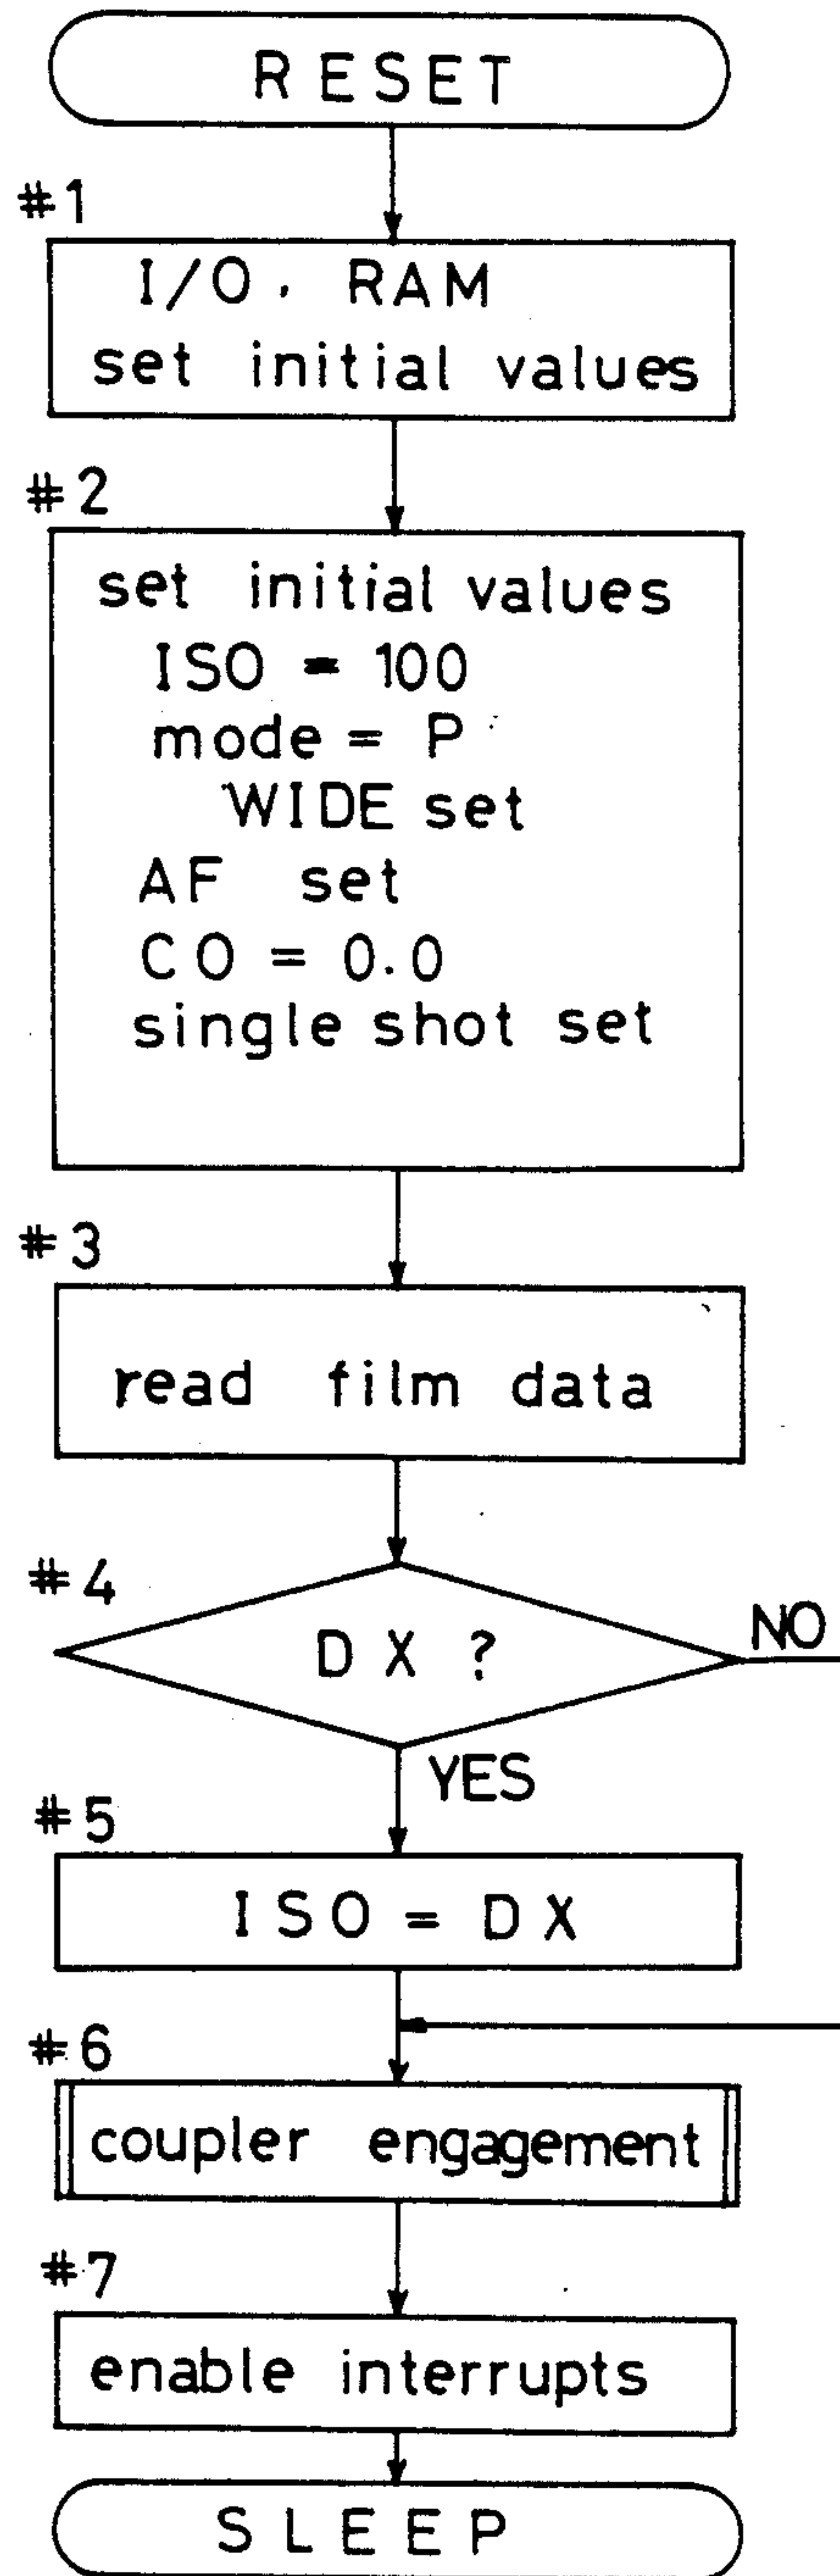 RESET
#1
I/O. RAM
set initial values
#2
set initial values
ISO = 100
mode = P
WIDE set
AF set
CO = 0.0
single shot set
#3
read film data
#4
DX ?
NO
YES
#5
ISO = DX
#6
coupler engagement
#7
enable interrupts
SLEEP